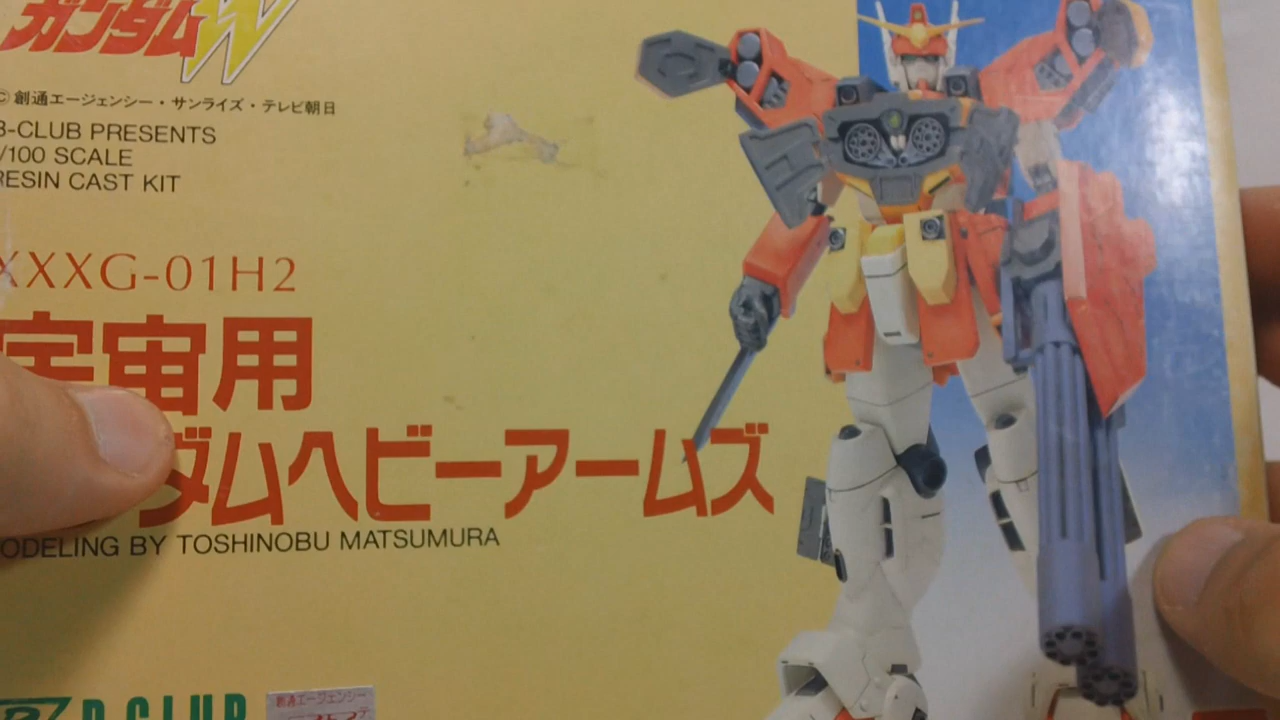 ガンダムW
© 創通エージェンシー・サンライズ・テレビ朝日
B-CLUB PRESENTS
/100 SCALE
RESIN CAST KIT
XXXG-01H2
宇宙用
ダムヘビーアームズ
ODELING BY TOSHINOBU MATSUMURA
B-CLUB
創通エージェンシー